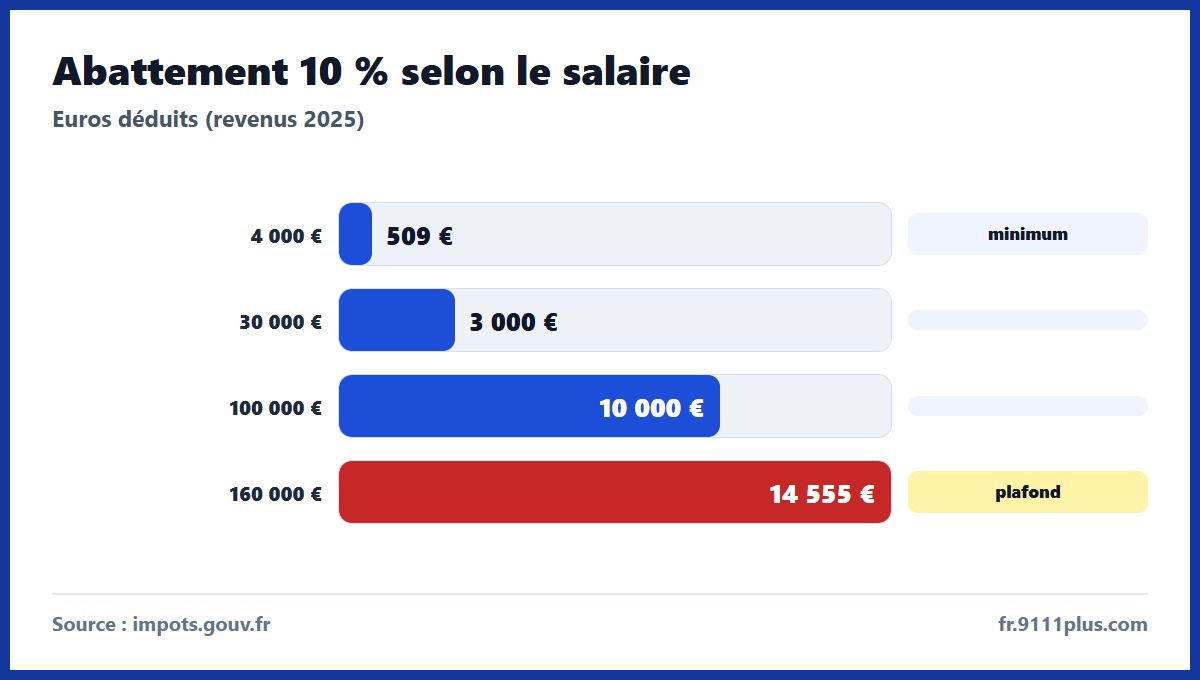 Abattement 10 % selon le salaire
Euros déduits (revenus 2025)
4 000 € 509 € minimum
30 000 € 3 000 €
100 000 € 10 000 €
160 000 € 14 555 € plafond
Source : impots.gouv.fr fr.9111plus.com